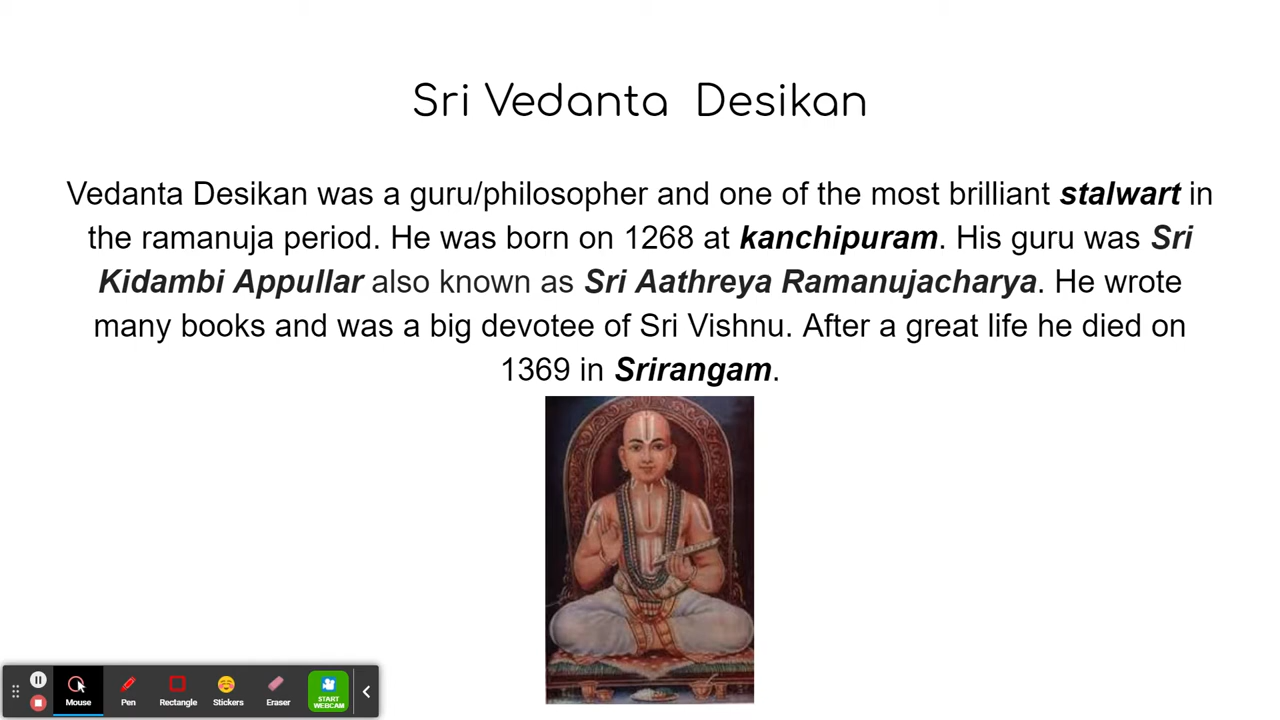 Sri Vedanta Desikan
Vedanta Desikan was a guru/philosopher and one of the most brilliant stalwart in
the ramanuja period. He was born on 1268 at kanchipuram. His guru was Sri
Kidambi Appullar also known as Sri Aathreya Ramanujacharya. He wrote
many books and was a big devotee of Sri Vishnu. After a great life he died on
1369 in Srirangam.
Mouse
Pen
Rectangle
Stickers
Eraser
START
WEBCAM